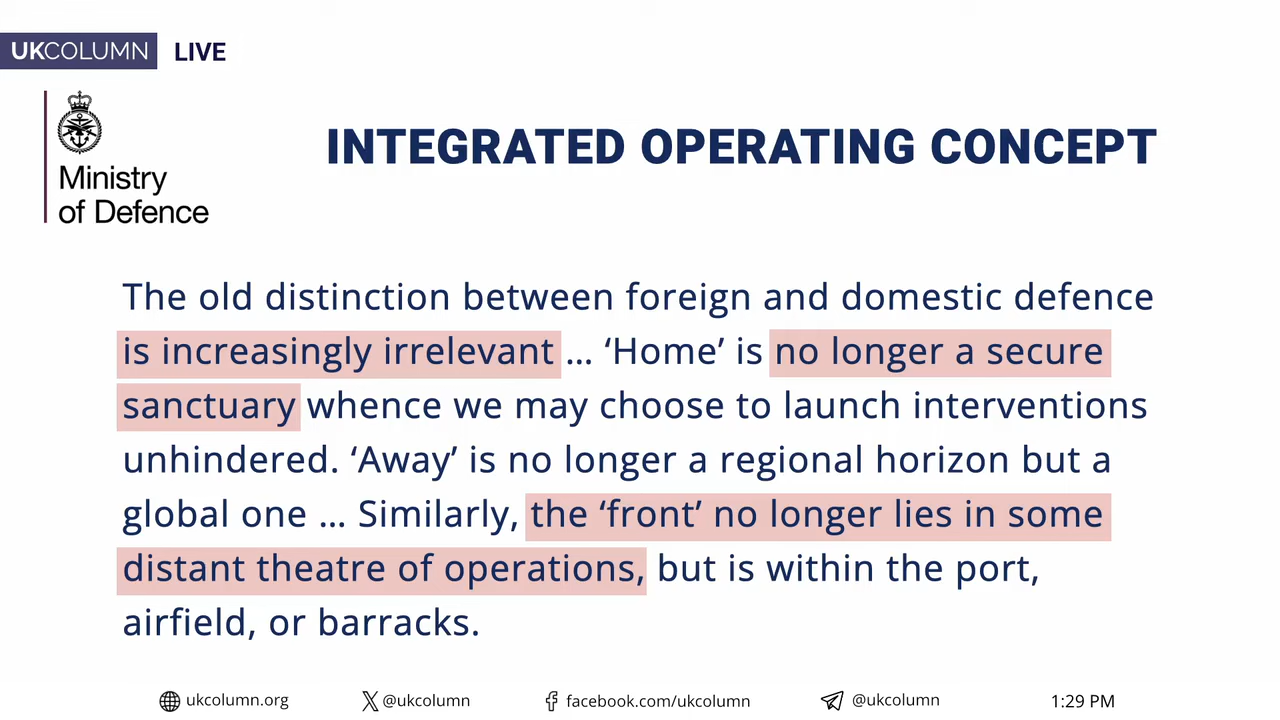 UKCOLUMN LIVE
Ministry
of Defence
INTEGRATED OPERATING CONCEPT
The old distinction between foreign and domestic defence
is increasingly irrelevant ... ‘Home’ is no longer a secure
sanctuary whence we may choose to launch interventions
unhindered. ‘Away’ is no longer a regional horizon but a
global one ... Similarly, the ‘front’ no longer lies in some
distant theatre of operations, but is within the port,
airfield, or barracks.
ukcolumn.org @ukcolumn facebook.com/ukcolumn @ukcolumn 1:29 PM